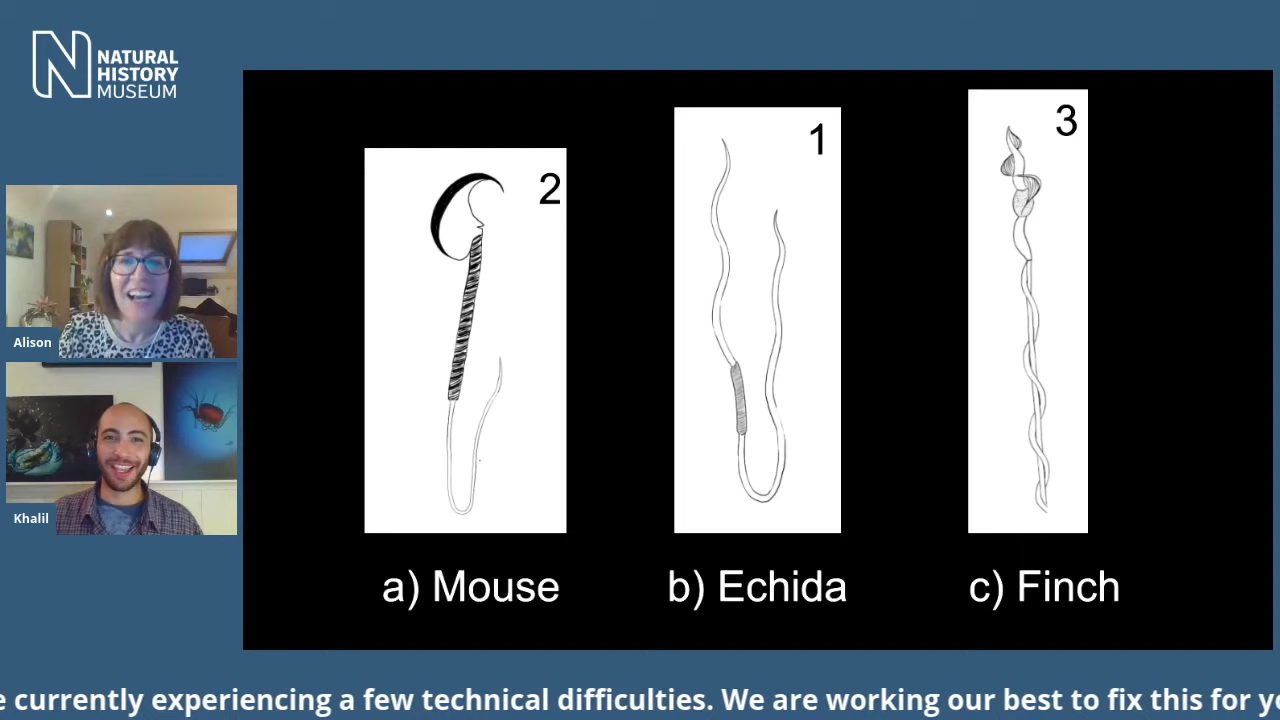 NATURAL
HISTORY
MUSEUM
2
1
3
Alison
Khalil
a) Mouse
b) Echida
c) Finch
e currently experiencing a few technical difficulties. We are working our best to fix this for yo